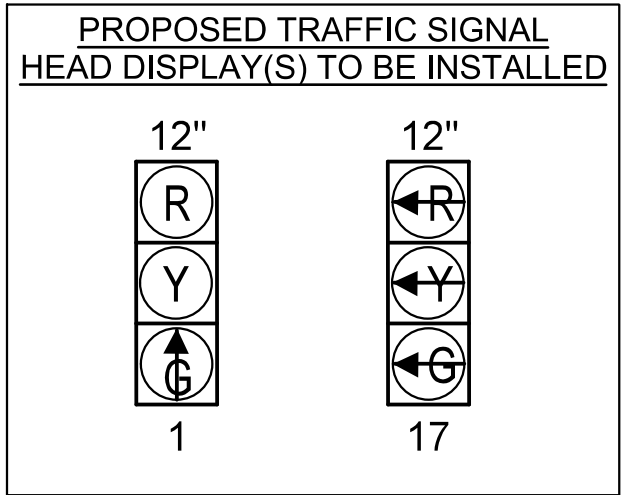 PROPOSED TRAFFIC SIGNAL
HEAD DISPLAY(S) TO BE INSTALLED
12" 12"
R R
Y Y
G G
1 17